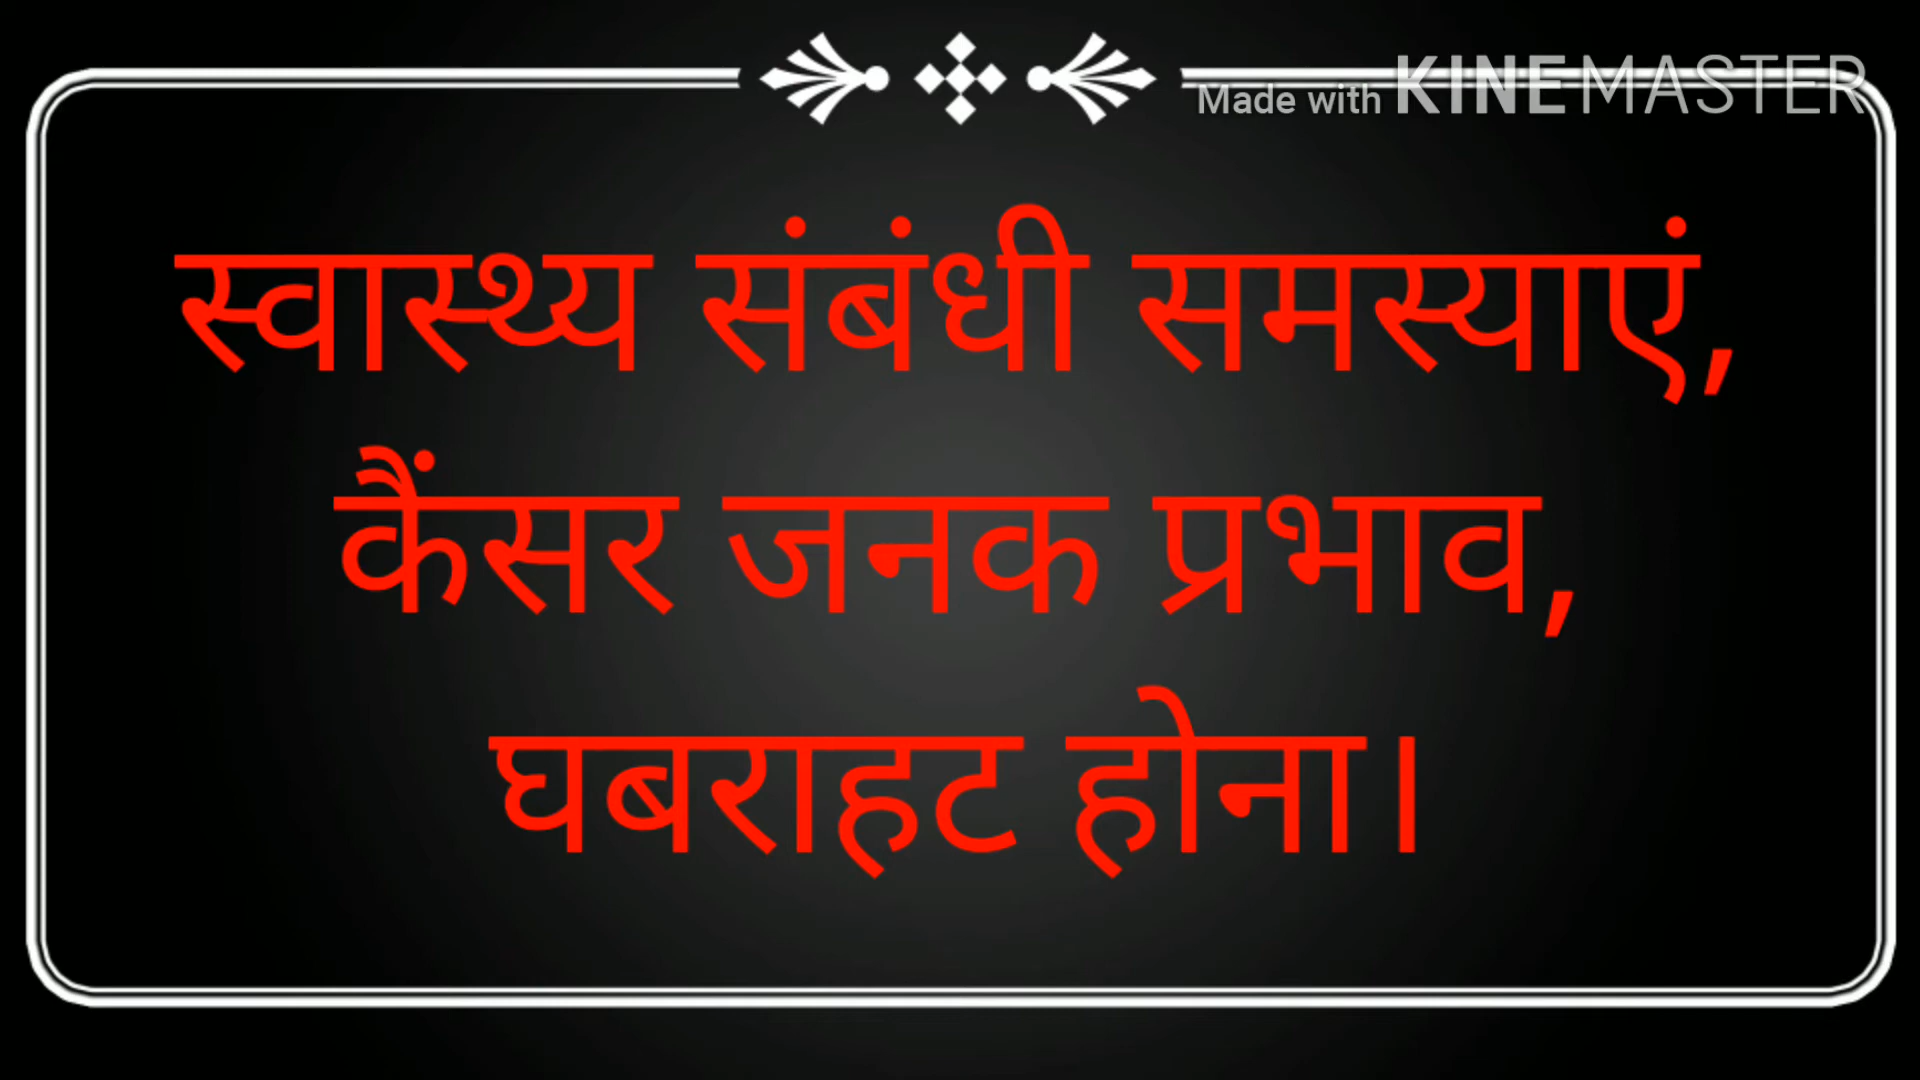 Made with KINEMASTER
स्वास्थ्य संबंधी समस्याएं,
कैंसर जनक प्रभाव,
घबराहट होना।